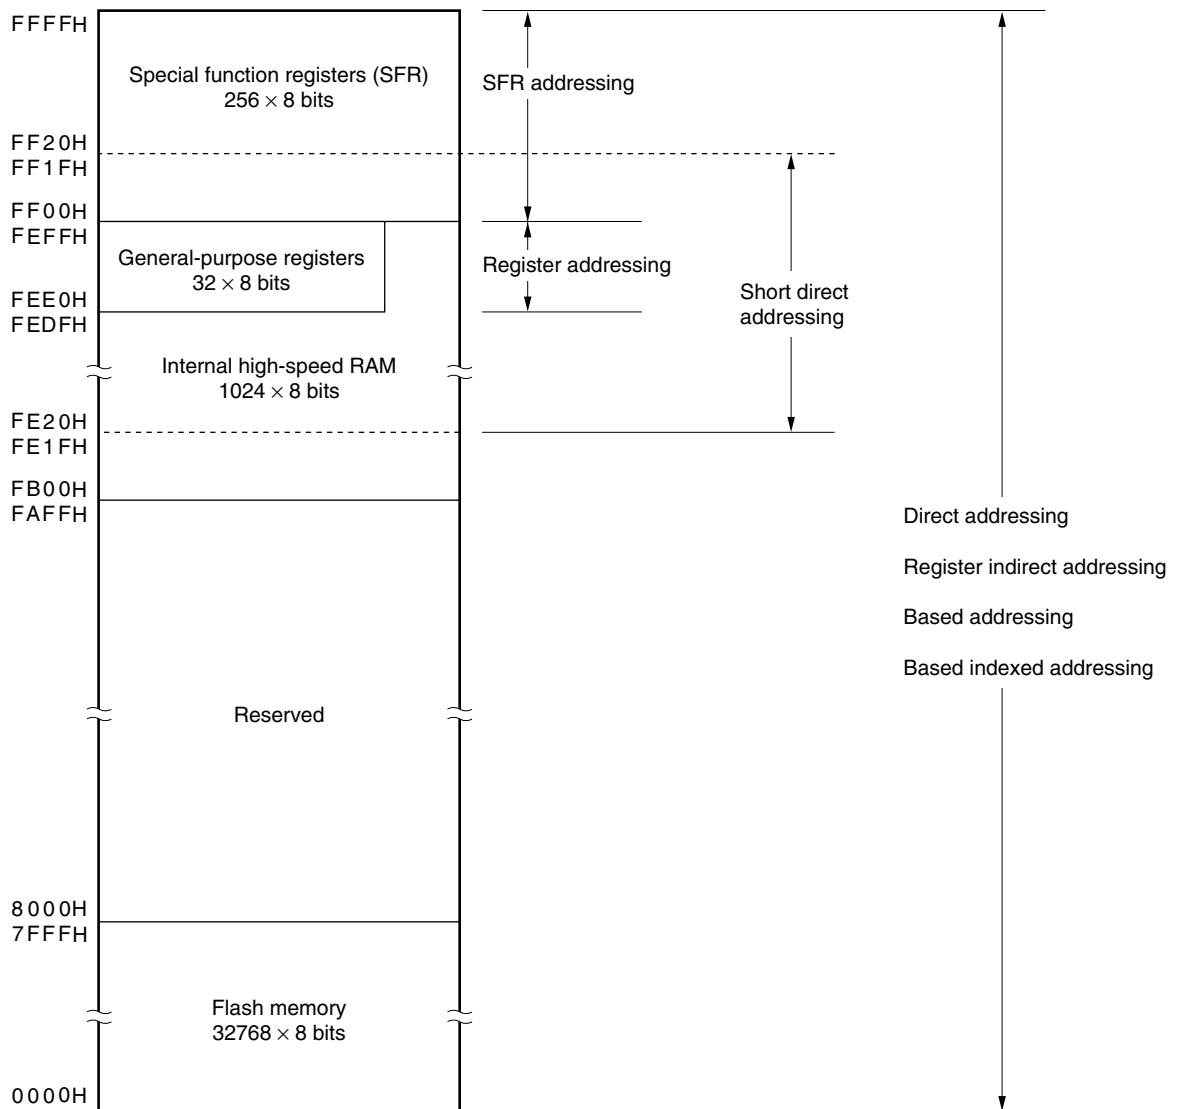 FFFFH
Special function registers (SFR)
256 × 8 bits
SFR addressing
FF20H
FF1FH
FF00H
FEFFH
General-purpose registers
32 × 8 bits
Register addressing
Short direct
addressing
FEE0H
FEDFH
Internal high-speed RAM
1024 × 8 bits
FE20H
FE1FH
FB00H
FAFFH
Direct addressing
Register indirect addressing
Based addressing
Based indexed addressing
Reserved
8000H
7FFFH
Flash memory
32768 × 8 bits
0000H